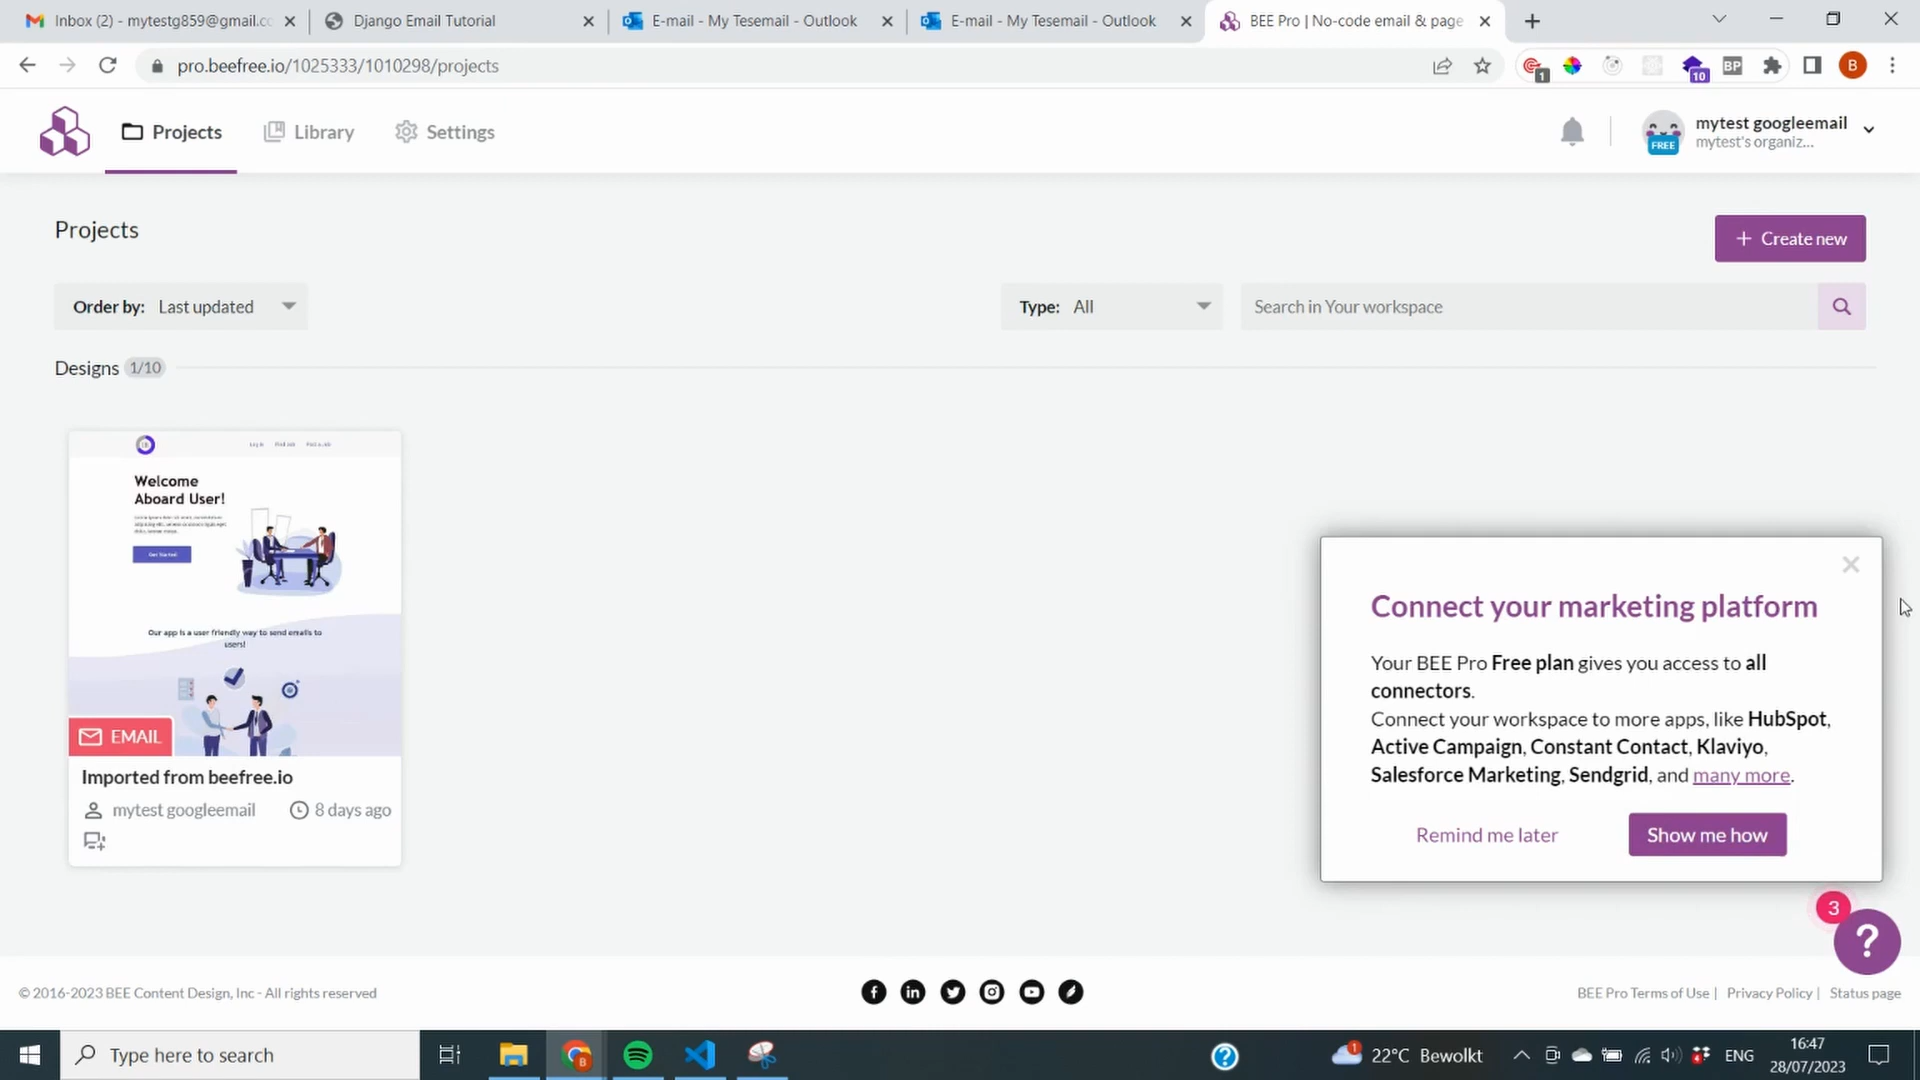 Inbox (2) - mytestg859@gmail.cc
Django Email Tutorial
E-mail - My Tesemail - Outlook
E-mail - My Tesemail - Outlook
BEE Pro | No-code email & page
pro.beefree.io/1025333/1010298/projects
1
10
BP
B
Projects
Library
Settings
FREE
mytest googleemail
mytest's organiz...
Projects
+ Create new
Order by: Last updated
Type: All
Search in Your workspace
Designs 1/10
Welcome
Aboard User!
Get Started
Our app is a user friendly way to send emails to
users!
EMAIL
Imported from beefree.io
mytest googleemail
8 days ago
Connect your marketing platform
Your BEE Pro Free plan gives you access to all
connectors.
Connect your workspace to more apps, like HubSpot,
Active Campaign, Constant Contact, Klaviyo,
Salesforce Marketing, Sendgrid, and many more.
Remind me later
Show me how
3
?
© 2016-2023 BEE Content Design, Inc - All rights reserved
BEE Pro Terms of Use | Privacy Policy | Status page
Type here to search
B
?
1
22°C Bewolkt
ENG
16:47
28/07/2023